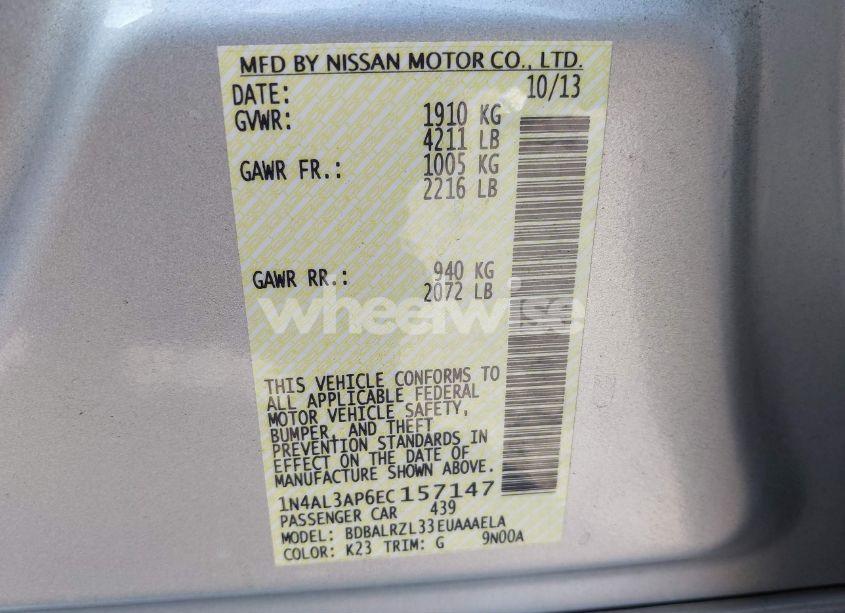 MFD BY NISSAN MOTOR CO., LTD.
DATE: 10/13
GVWR: 1910 KG
4211 LB
GAWR FR.: 1005 KG
2216 LB
GAWR RR.: 940 KG
2072 LB
wheelwise
THIS VEHICLE CONFORMS TO
ALL APPLICABLE FEDERAL
MOTOR VEHICLE SAFETY,
BUMPER, AND THEFT
PREVENTION STANDARDS IN
EFFECT ON THE DATE OF
MANUFACTURE SHOWN ABOVE.
1N4AL3AP6EC157147
PASSENGER CAR 439
MODEL: BDBALRZL33EUAAAELA
COLOR: K23 TRIM: G 9N00A